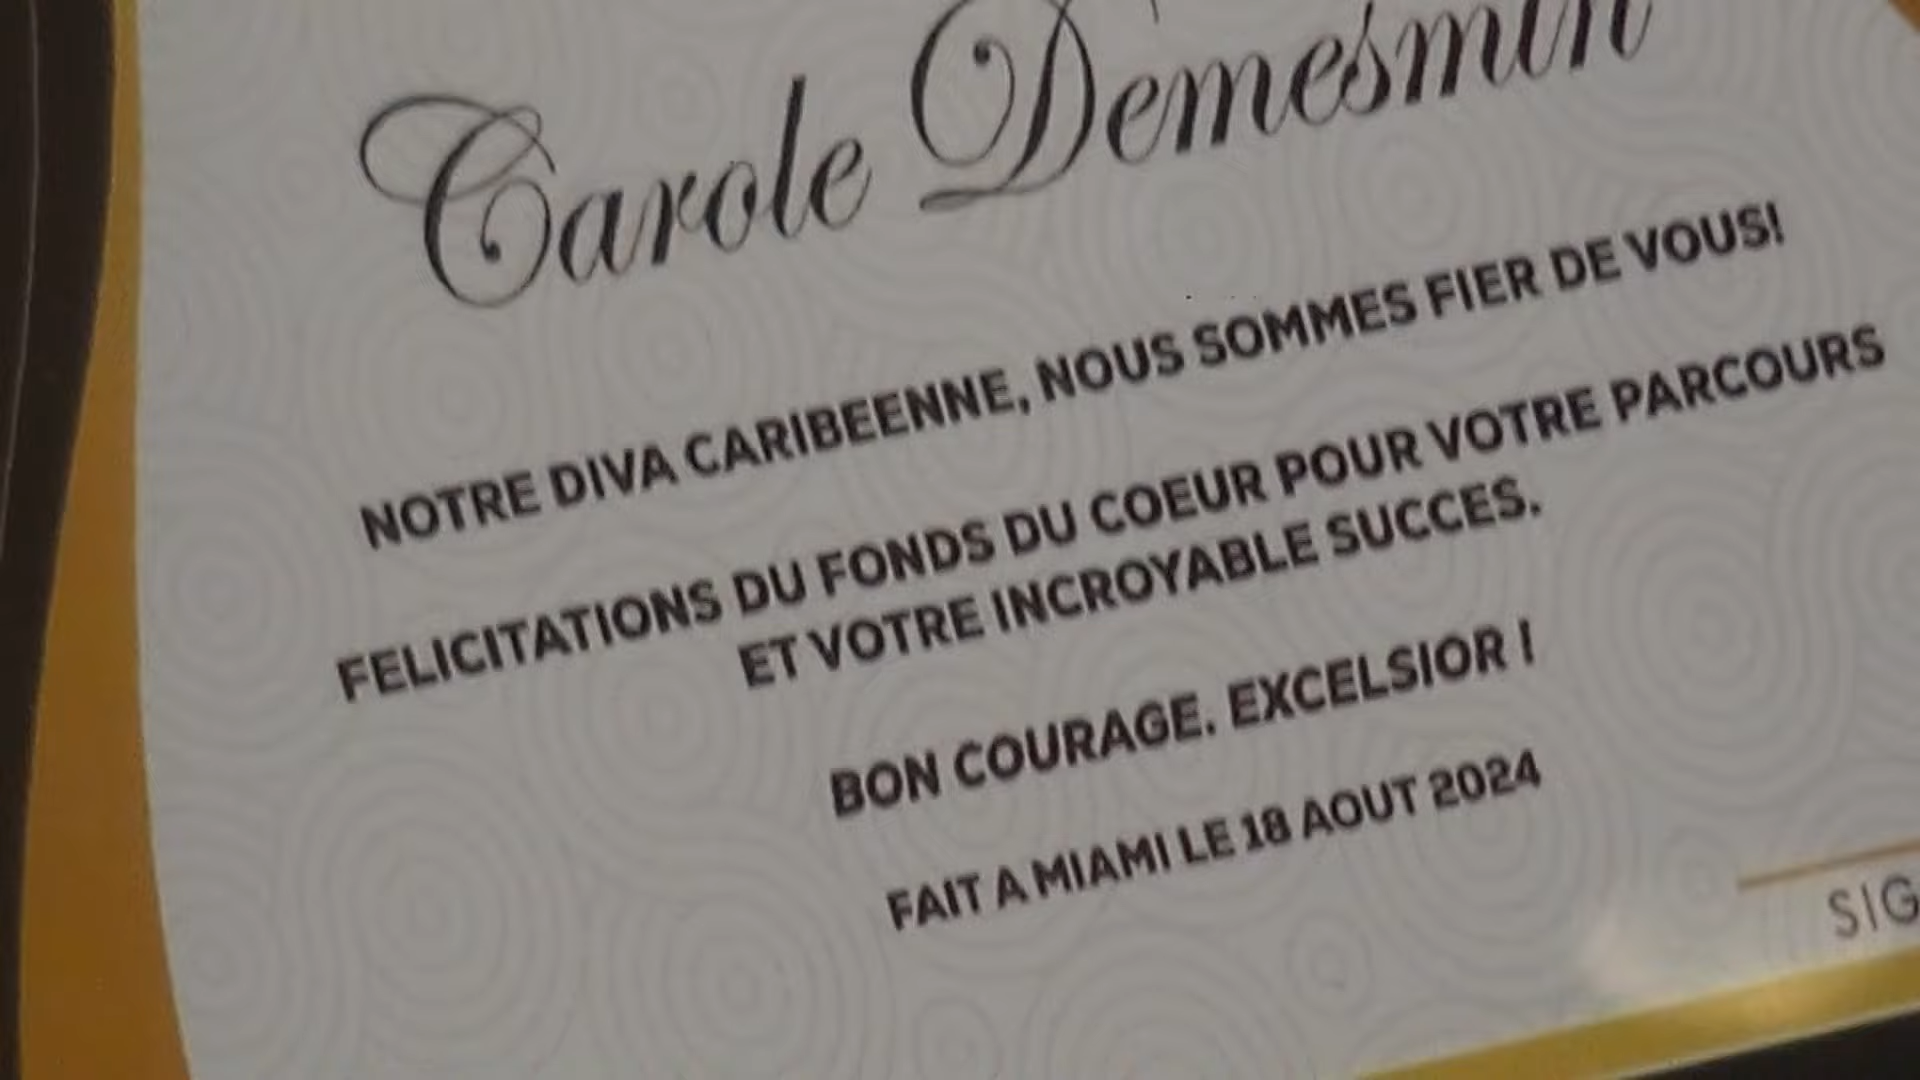 Carole Demesmin
NOTRE DIVA CARIBEENNE, NOUS SOMMES FIER DE VOUS!
FELICITATIONS DU FONDS DU COEUR POUR VOTRE PARCOURS
ET VOTRE INCROYABLE SUCCES.
BON COURAGE. EXCELSIOR !
FAIT A MIAMI LE 18 AOUT 2024
SIG